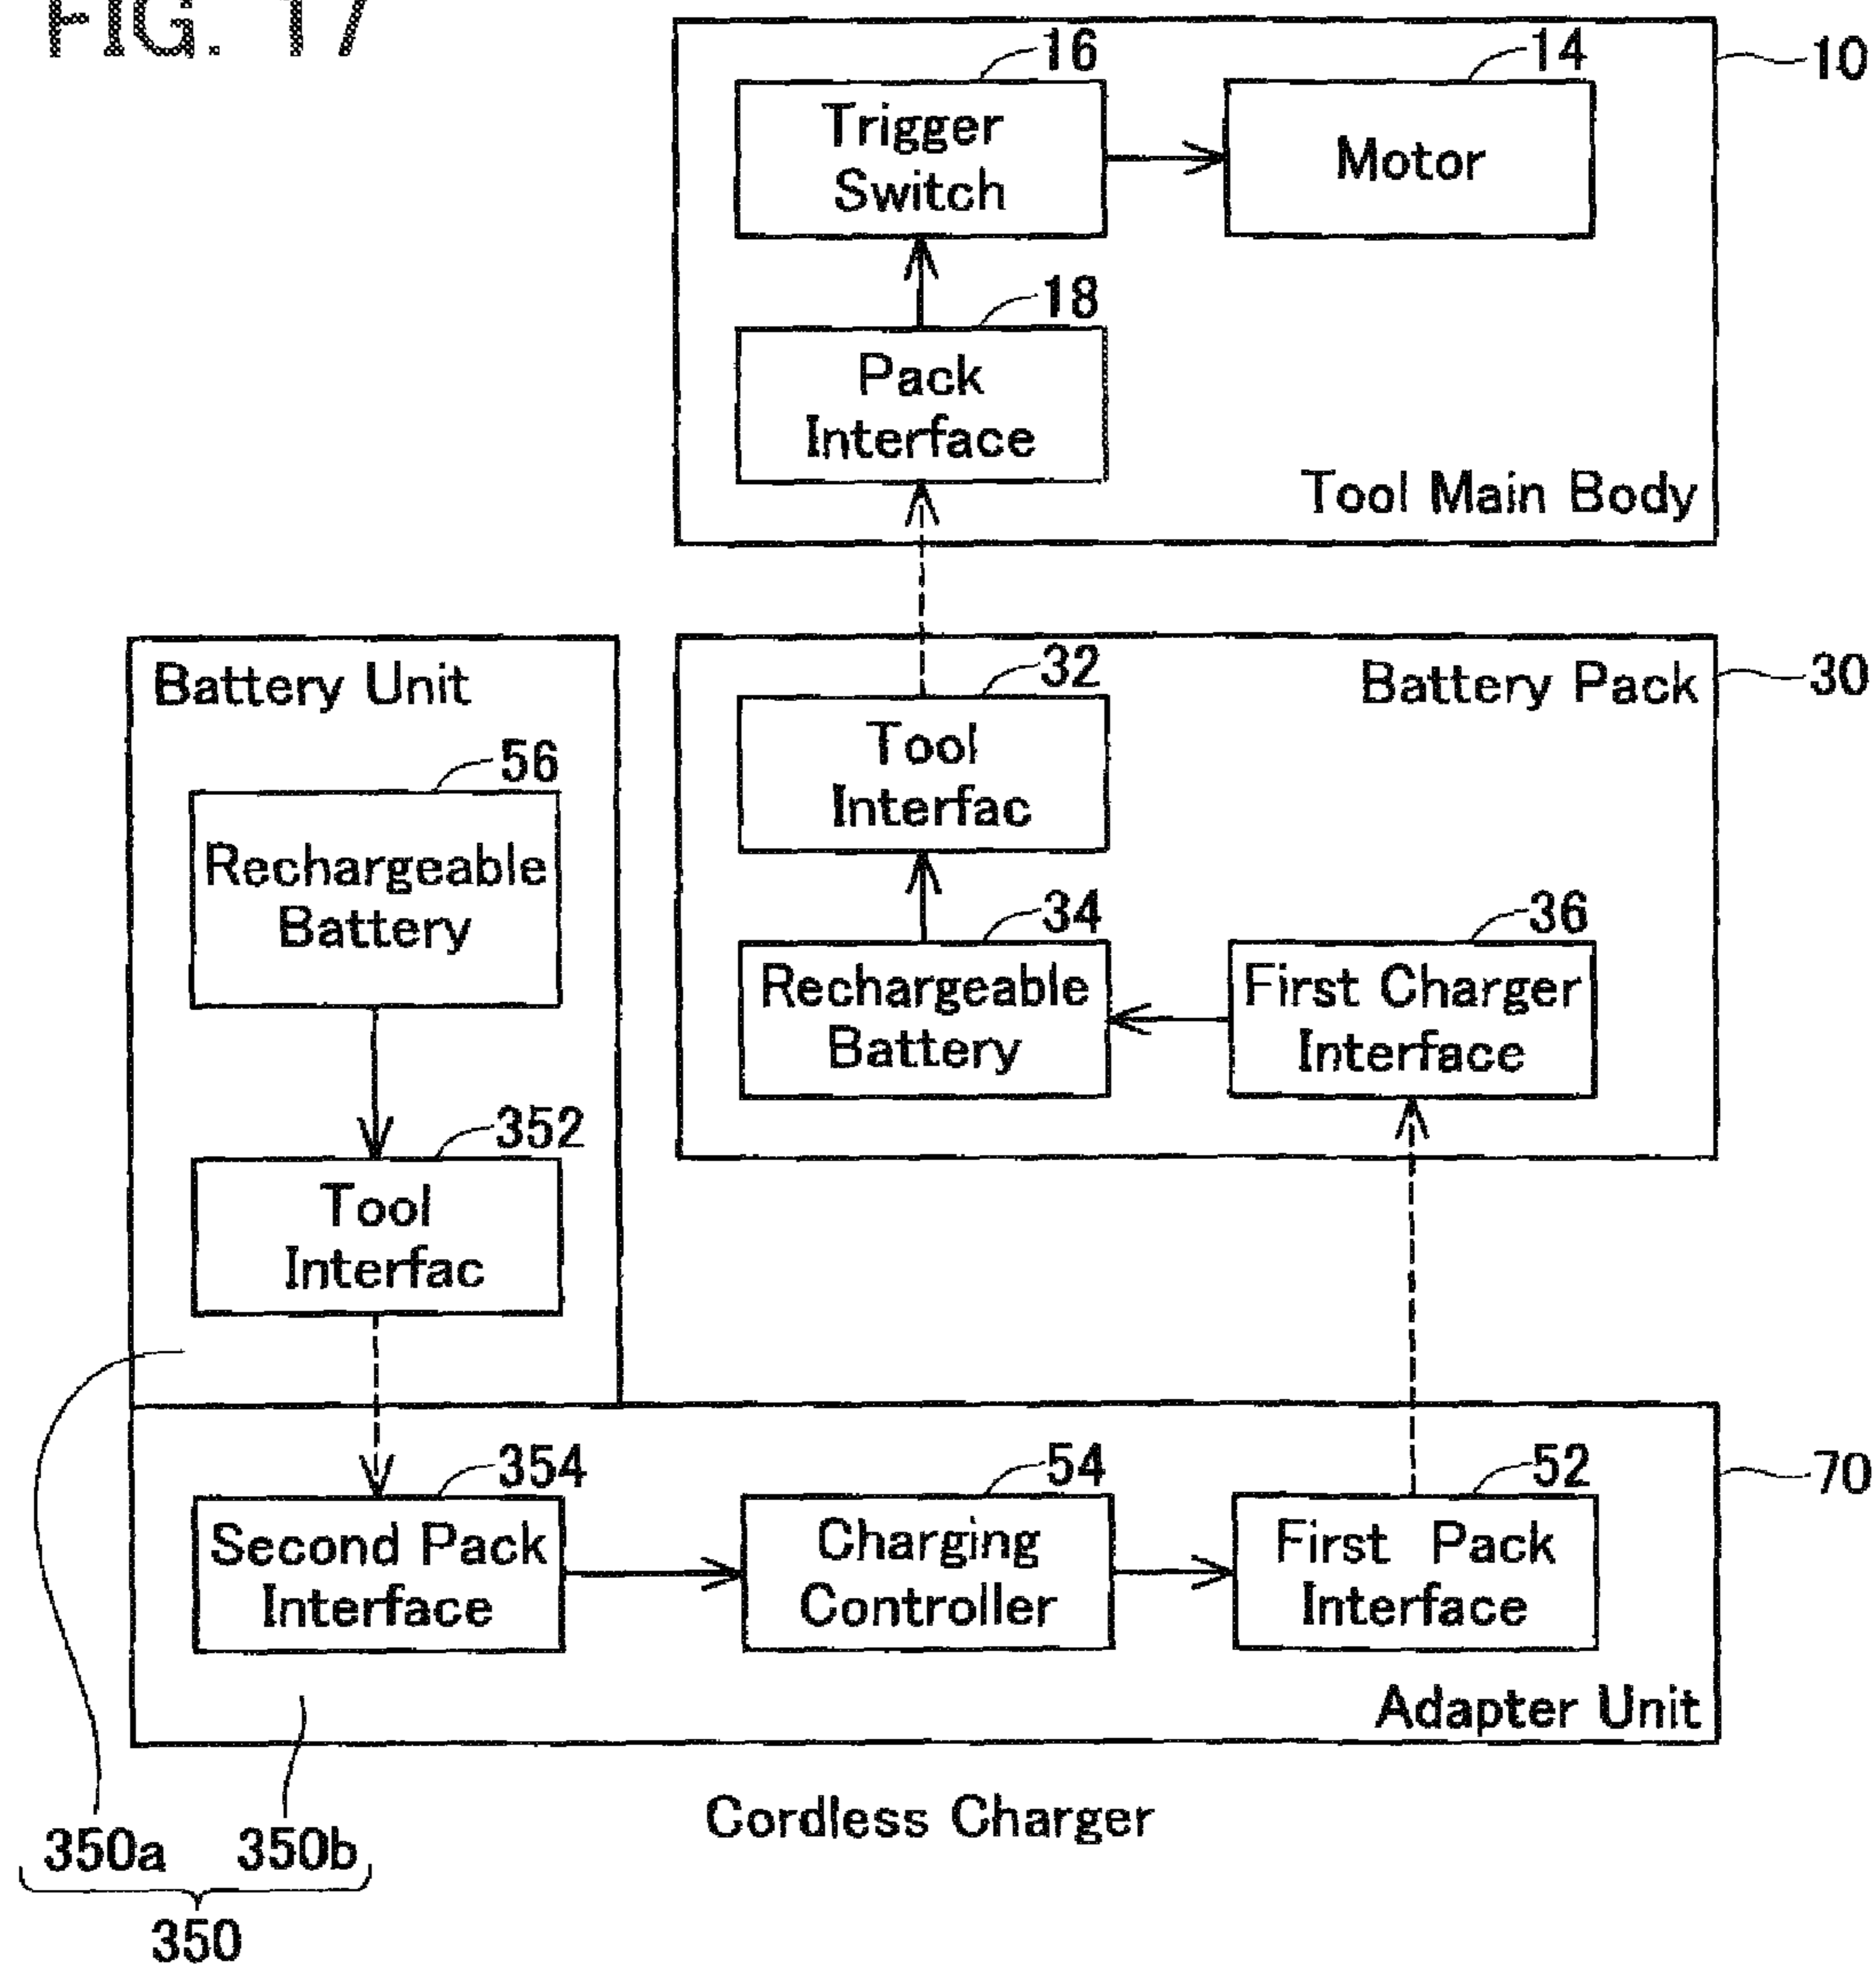 FIG. 17
10
16
14
Trigger
Switch
Motor
18
Pack
Interface
Tool Main Body
Battery Unit
32
Battery Pack
30
56
Tool
Interfac
Rechargeable
Battery
34
36
Rechargeable
Battery
First Charger
Interface
352
Tool
Interfac
354
54
52
70
Second Pack
Interface
Charging
Controller
First Pack
Interface
Adapter Unit
Cordless Charger
350a 350b
350